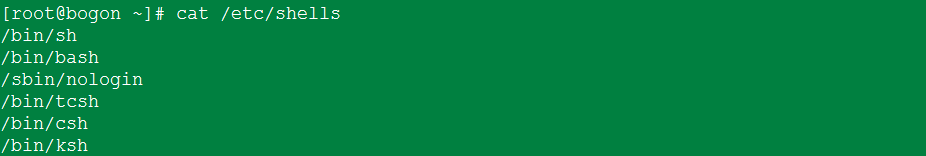 [root@bogon ~]# cat /etc/shells
/bin/sh
/bin/bash
/sbin/nologin
/bin/tcsh
/bin/csh
/bin/ksh